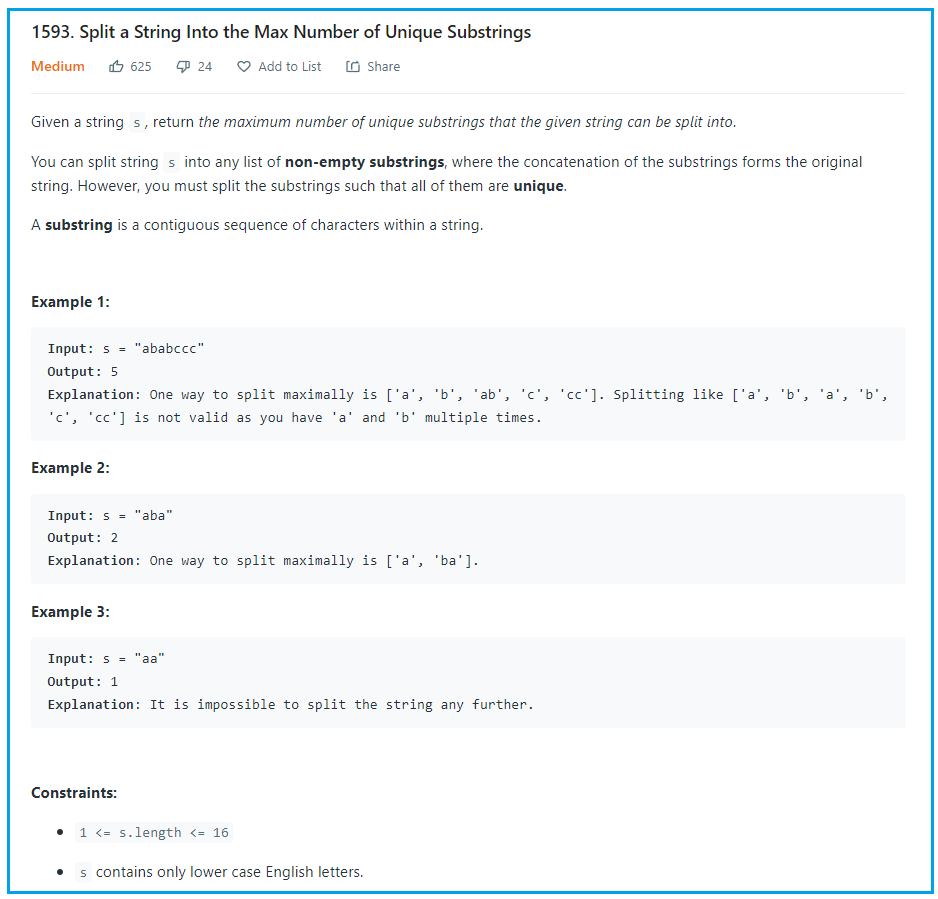 1593. Split a String Into the Max Number of Unique Substrings
Medium 625 24 Add to List Share
Given a string s, return the maximum number of unique substrings that the given string can be split into.
You can split string s into any list of non-empty substrings, where the concatenation of the substrings forms the original
string. However, you must split the substrings such that all of them are unique.
A substring is a contiguous sequence of characters within a string.
Example 1:
Input: s = "ababccc"
Output: 5
Explanation: One way to split maximally is ['a', 'b', 'ab', 'c', 'cc']. Splitting like ['a', 'b', 'a', 'b',
'c', 'cc'] is not valid as you have 'a' and 'b' multiple times.
Example 2:
Input: s = "aba"
Output: 2
Explanation: One way to split maximally is ['a', 'ba'].
Example 3:
Input: s = "aa"
Output: 1
Explanation: It is impossible to split the string any further.
Constraints:
• 1 <= s.length <= 16
• s contains only lower case English letters.